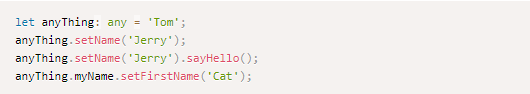 let anyThing: any = 'Tom';
anyThing.setName('Jerry');
anyThing.setName('Jerry').sayHello();
anyThing.myName.setFirstName('Cat');